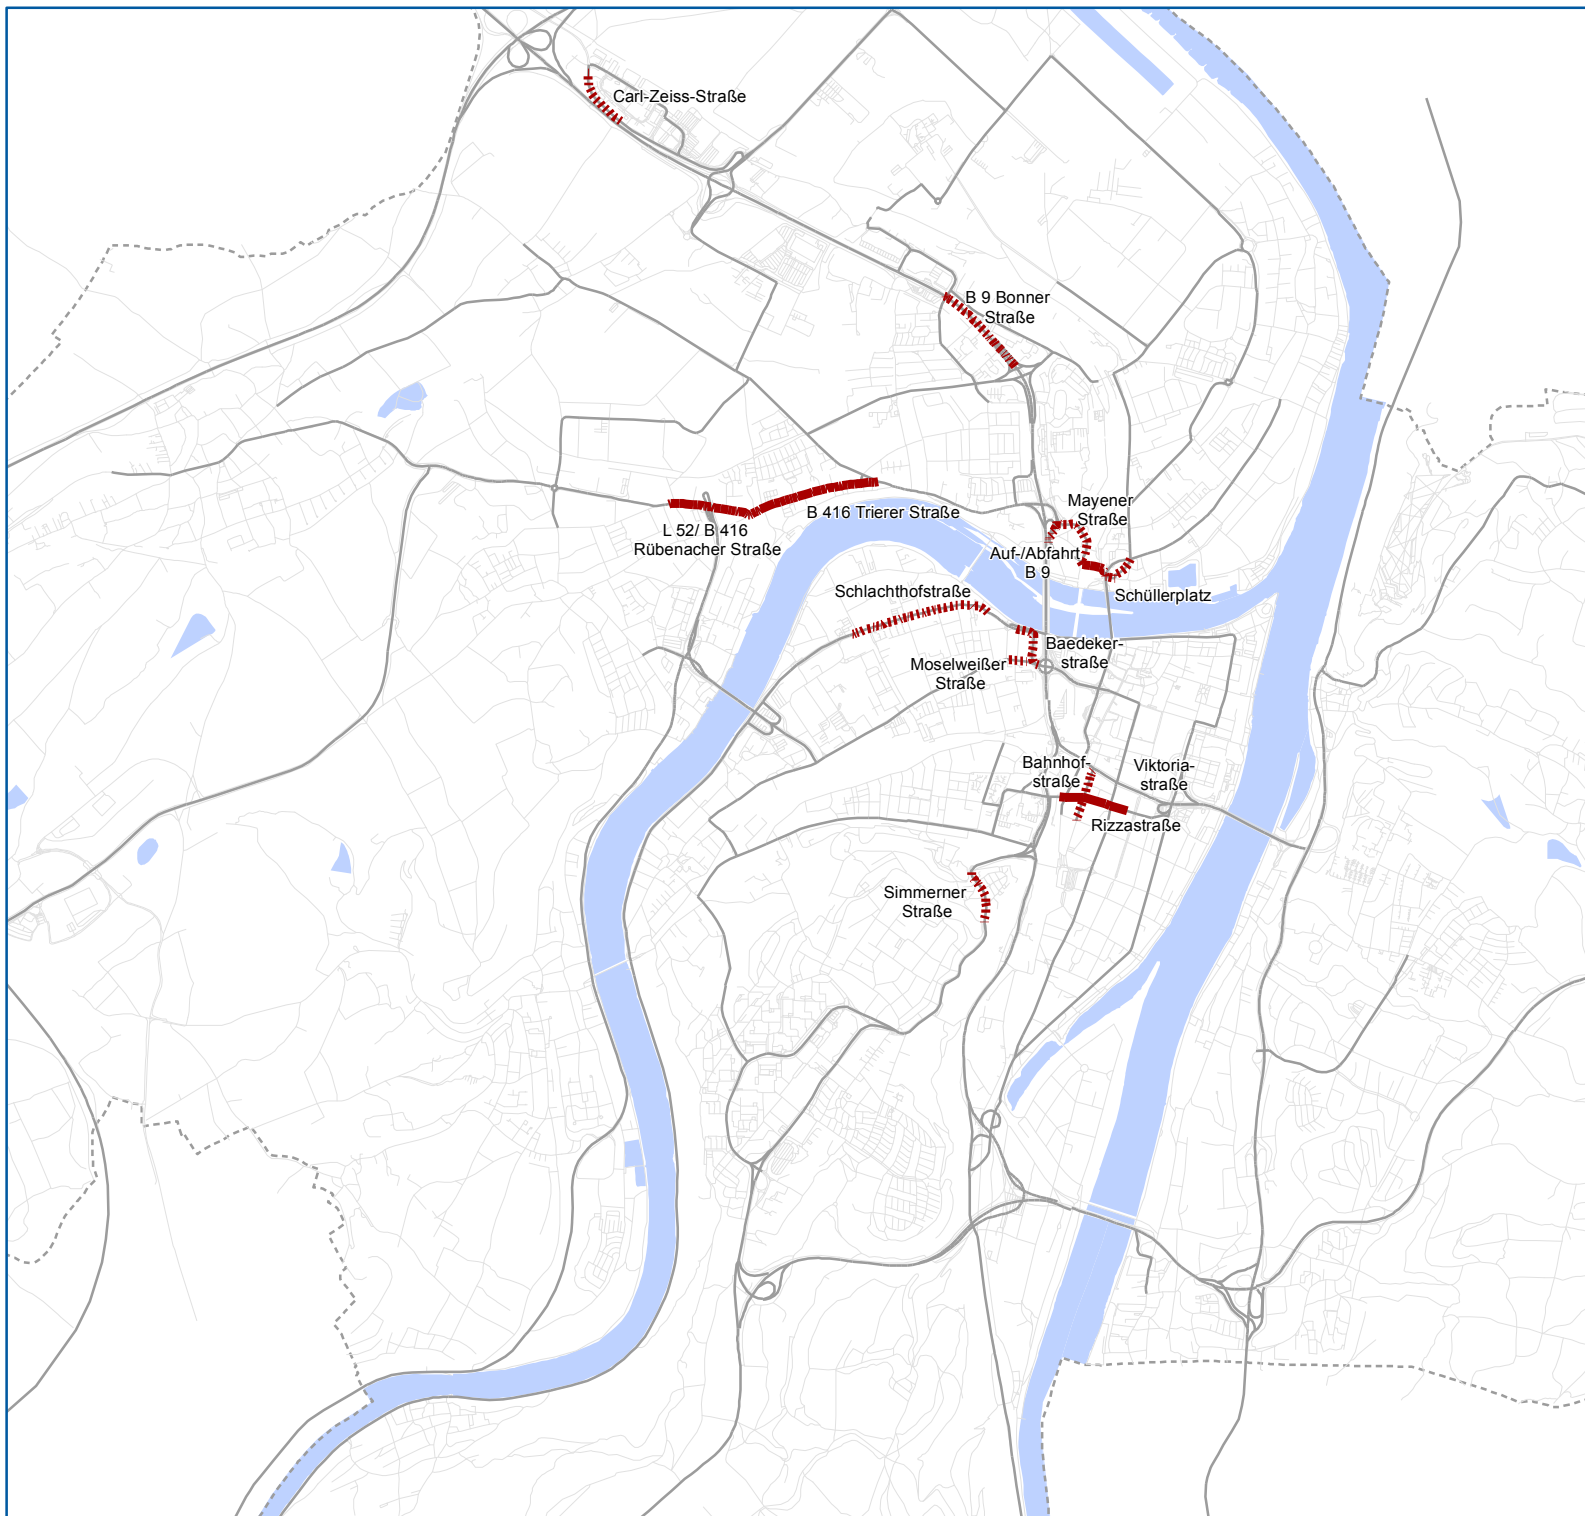 Carl-Zeiss-Straße
B 9 Bonner
Straße
Mayener
Straße
B 416 Trierer Straße
L 52/ B 416
Rübenacher Straße
Auf-/Abfahrt
B 9
Schüllerplatz
Schlachthofstraße
Baedeker-
straße
Moselweißer
Straße
Bahnhof-
straße
Viktoria-
straße
Rizzastraße
Simmerner
Straße